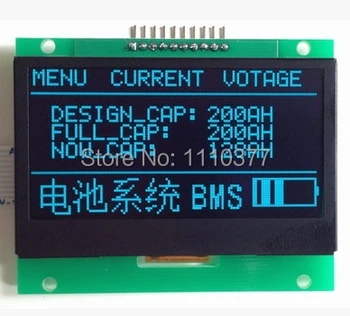 MENU CURRENT VOTAGE
DESIGN_CAP: 200AH
FULL_CAP: 200AH
Store No: 1110377
电池系统 BMS